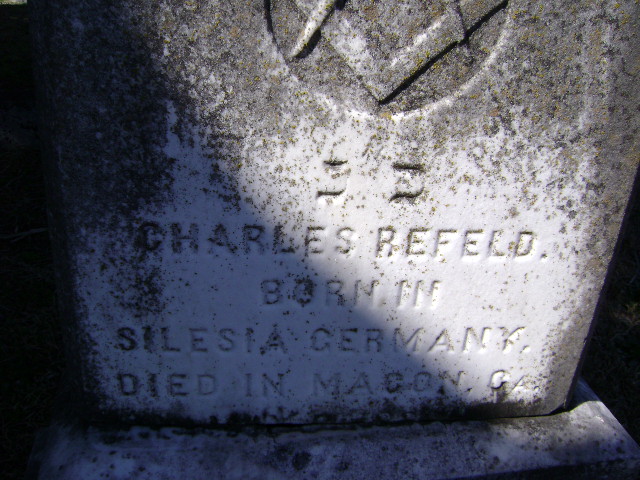 CHARLES REFELD.
BORN IN
SILESIA GERMANY.
DIED IN MACON, GA